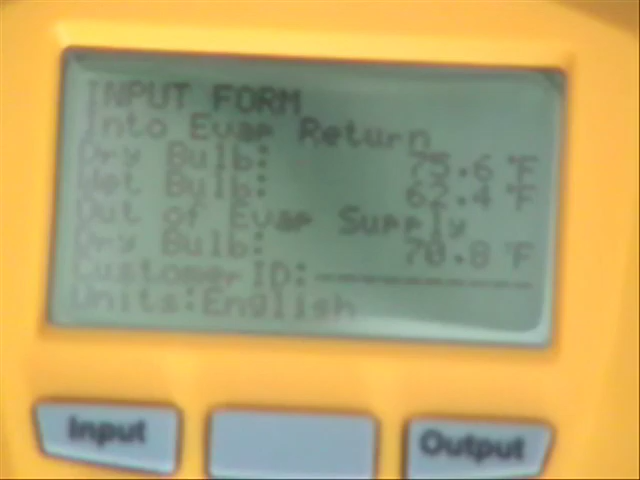 INPUT FORM
Into Evap Return
Dry Bulb: 75.6 °F
Wet Bulb: 62.4 °F
Out of Evap Supply
Dry Bulb: 70.8 °F
Customer ID:
Units:English
Input
Output